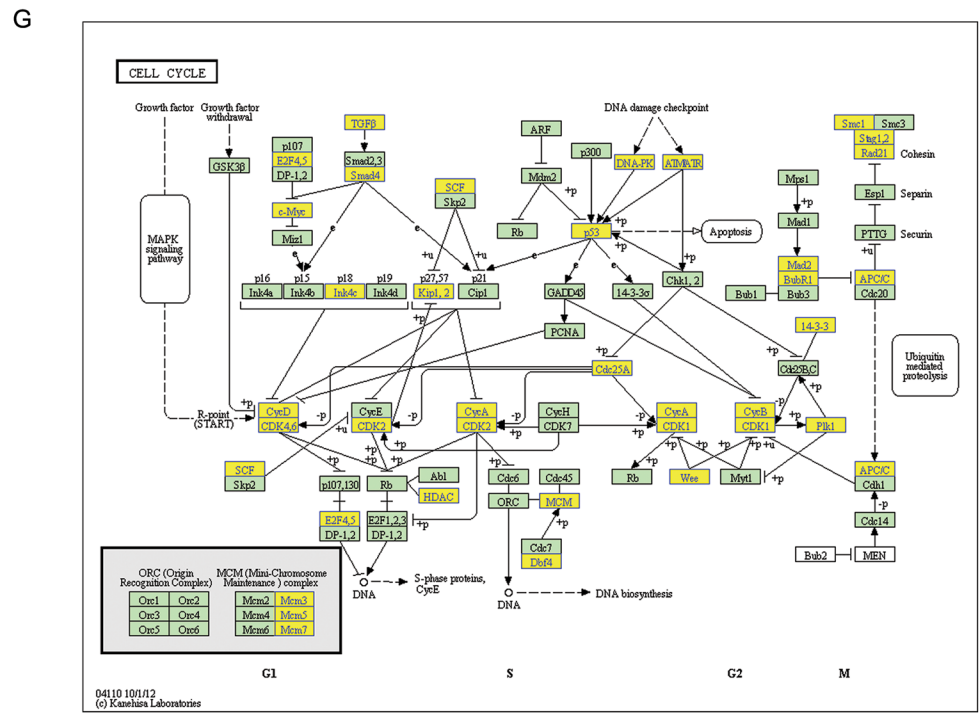 G
CELL CYCLE
Growth factor
Growth factor
withdrawal
TGFβ
DNA damage checkpoint
ARF
p300
DNA-PK
ATM/ATR
Smc1
Smc3
Stag1,2
Rad21
Cohesin
p107
E2F4,5
DP-1,2
GSK3β
Smad2,3
Smad4
SCF
Skp2
Mdm2
+p
Mps1
+p
Esp1
Separin
c-Myc
Miz1
Rb
p53
+p
Apoptosis
Mad1
PTTG
Securin
MAPK
signaling
pathway
e
e
e
+u
+u
e
e
e
+p
+u
p16
p15
p18
p19
p27,57
p21
Ink4a
Ink4b
Ink4c
Ink4d
Kip1, 2
Cip1
GADD45
14-3-3σ
Chk1, 2
Mad2
BubR1
Bub1
Bub3
APC/C
Cdc20
+p
PCNA
14-3-3
+p
+p
Cdc25A
Cdc25B,C
Ubiquitin
mediated
proteolysis
R-point
(START)
+p
CycD
CDK4,6
-p
CycE
CDK2
-p
CycA
CDK2
-p
+p
CycH
CDK7
-p
+p
CycA
CDK1
CycB
CDK1
-p
+p
+p
Plk1
+u
+u
SCF
Skp2
+p
+p
+p
+p
+p
+p
p107,130
Rb
Abl
HDAC
Cdc6
Cdc45
ORC
MCM
Rb
+p
Wee
+p
Myt1
+p
+p
APC/C
Cdh1
-p
E2F4,5
DP-1,2
E2F1,2,3
DP-1,2
+p
+p
Cdc7
Dbf4
Cdc14
Bub2
MEN
DNA
S-phase proteins,
CycE
DNA
DNA biosynthesis
ORC (Origin
Recognition Complex)
MCM (Mini-Chromosome
Maintenance ) complex
Orc1
Orc2
Mcm2
Mcm3
Orc3
Orc4
Mcm4
Mcm5
Orc5
Orc6
Mcm6
Mcm7
G1
S
G2
M
04110 10/1/12
(c) Kanehisa Laboratories